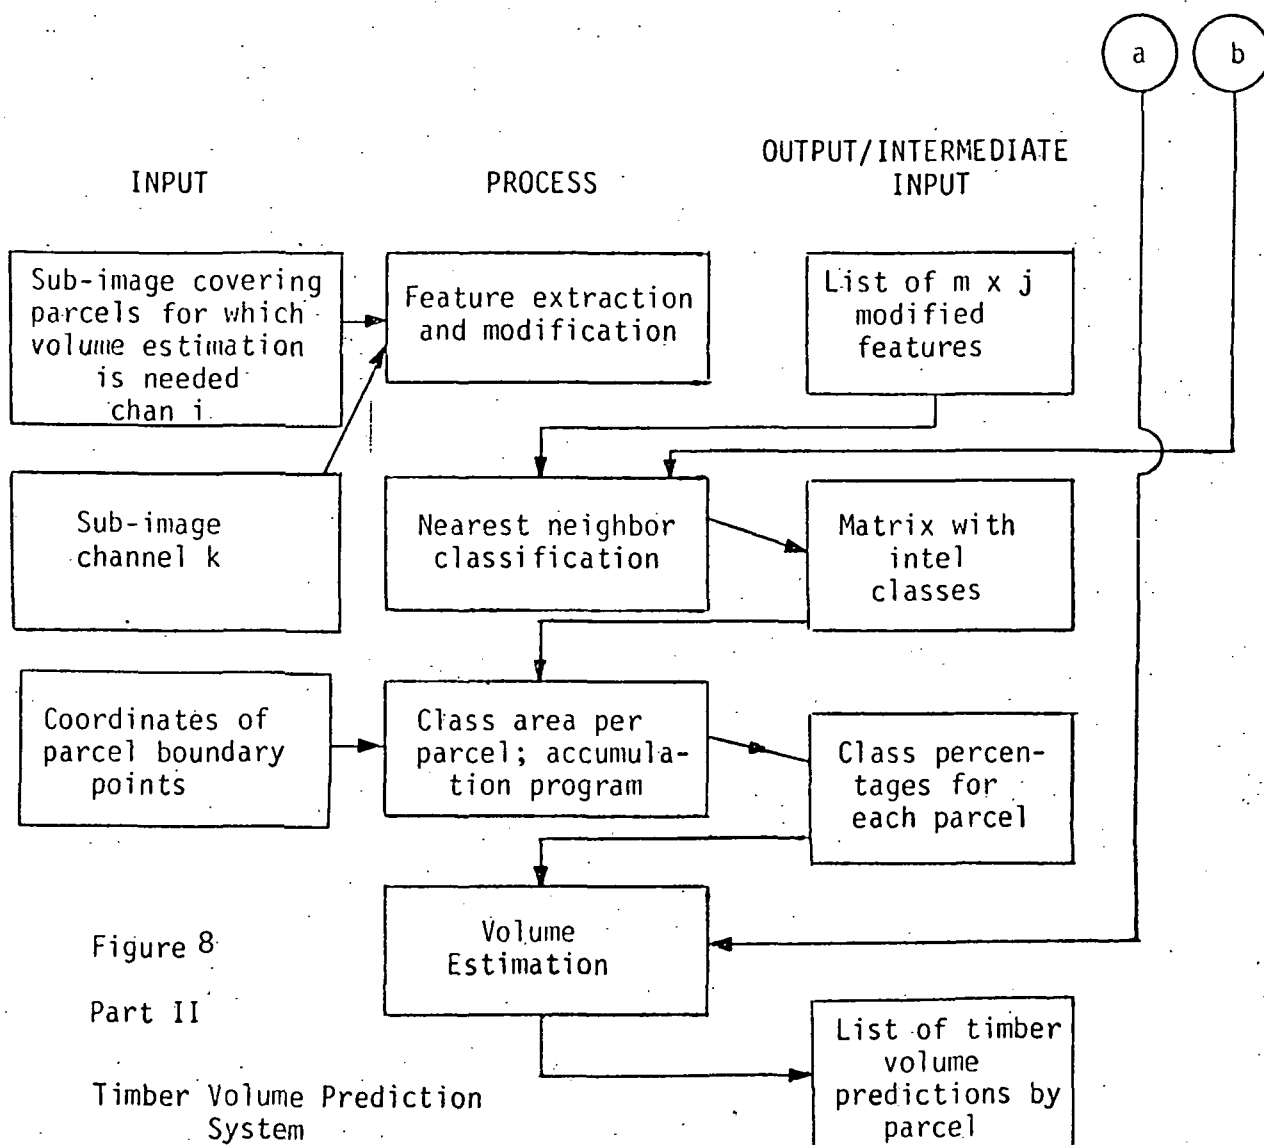 a
b
INPUT
PROCESS
OUTPUT/INTERMEDIATE
INPUT
Sub-image covering
parcels for which
volume estimation
is needed
chan i
Feature extraction
and modification
List of m x j
modified
features
Sub-image
channel k
Nearest neighbor
classification
Matrix with
intel
classes
Coordinates of
parcel boundary
points
Class area per
parcel; accumula-
tion program
Class percen-
tages for
each parcel
Volume
Estimation
List of timber
volume
predictions by
parcel
Figure 8
Part II
Timber Volume Prediction
System